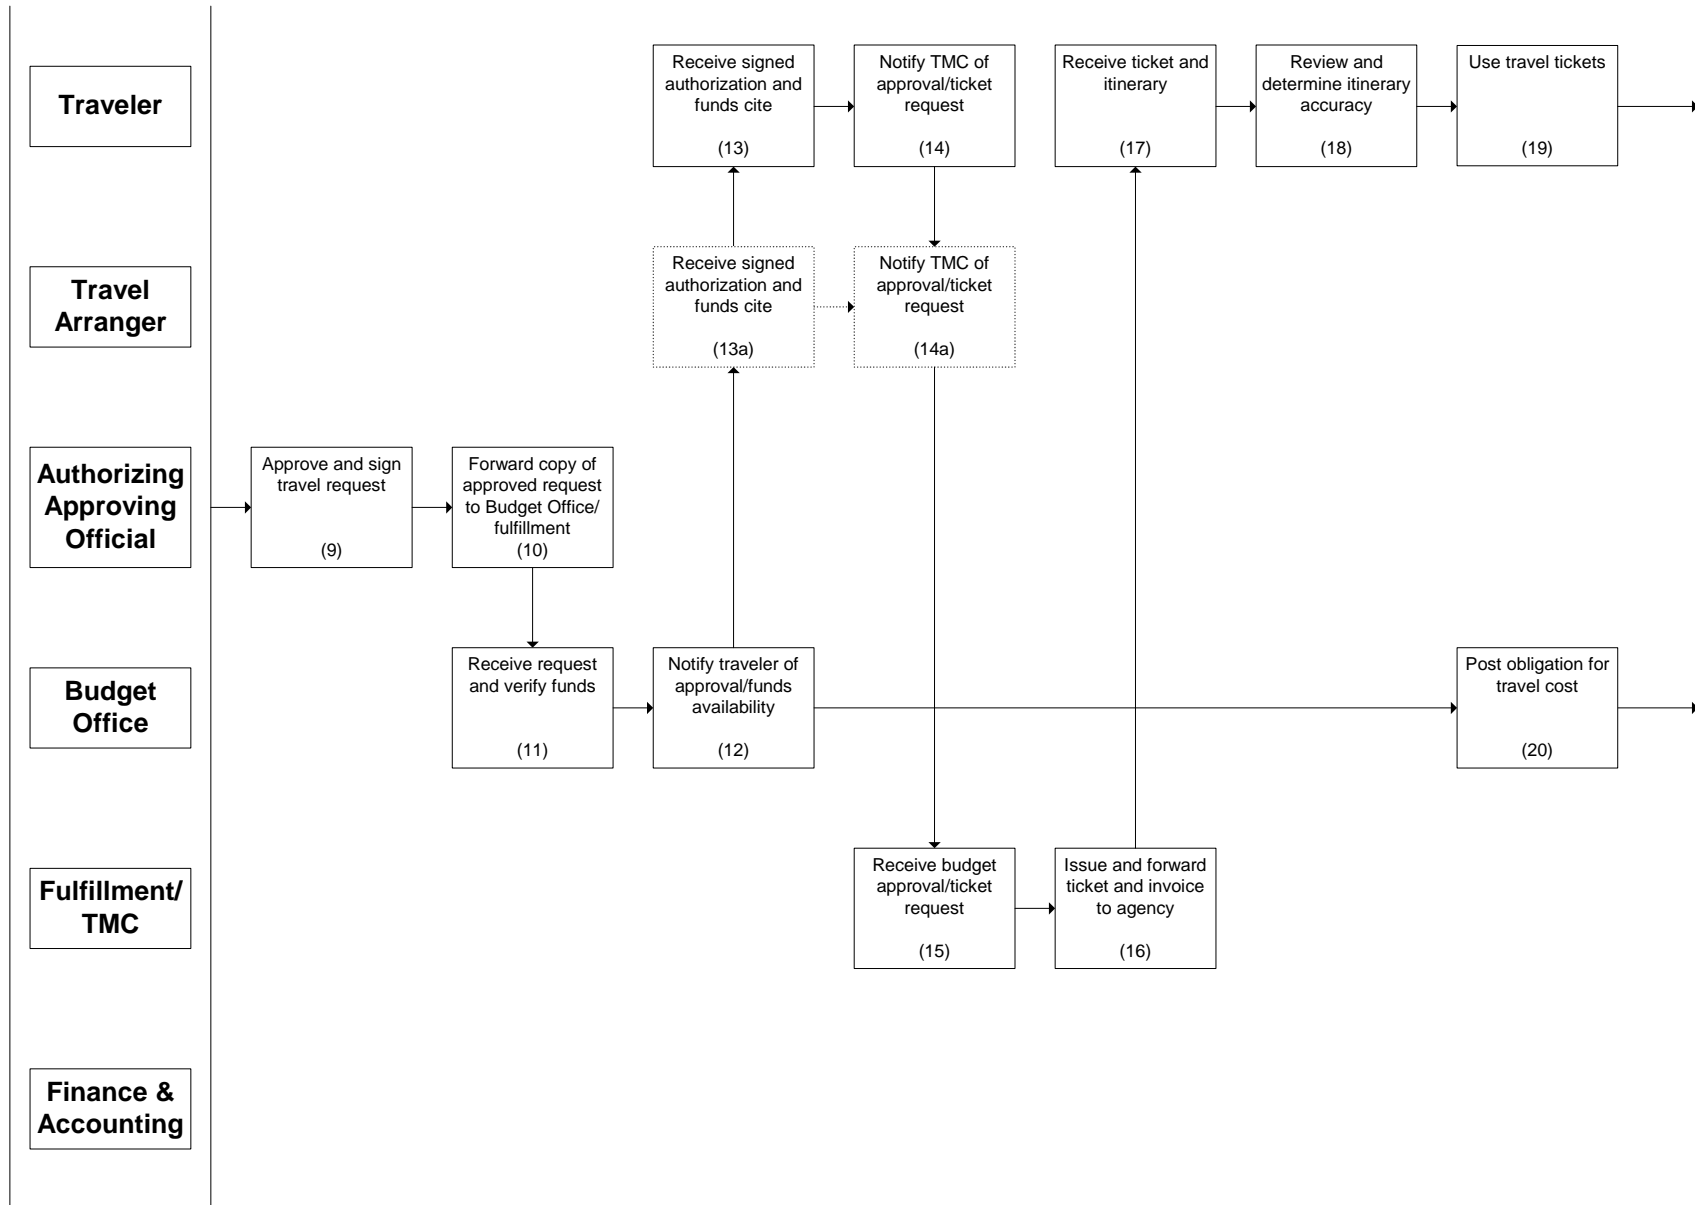 Traveler
Receive signed
authorization and
funds cite
(13)
Notify TMC of
approval/ticket
request
(14)
Receive ticket and
itinerary
(17)
Review and
determine itinerary
accuracy
(18)
Use travel tickets
(19)
Travel
Arranger
Receive signed
authorization and
funds cite
(13a)
Notify TMC of
approval/ticket
request
(14a)
Authorizing
Approving
Official
Approve and sign
travel request
(9)
Forward copy of
approved request
to Budget Office/
fulfillment
(10)
Budget
Office
Receive request
and verify funds
(11)
Notify traveler of
approval/funds
availability
(12)
Post obligation for
travel cost
(20)
Fulfillment/
TMC
Receive budget
approval/ticket
request
(15)
Issue and forward
ticket and invoice
to agency
(16)
Finance &
Accounting